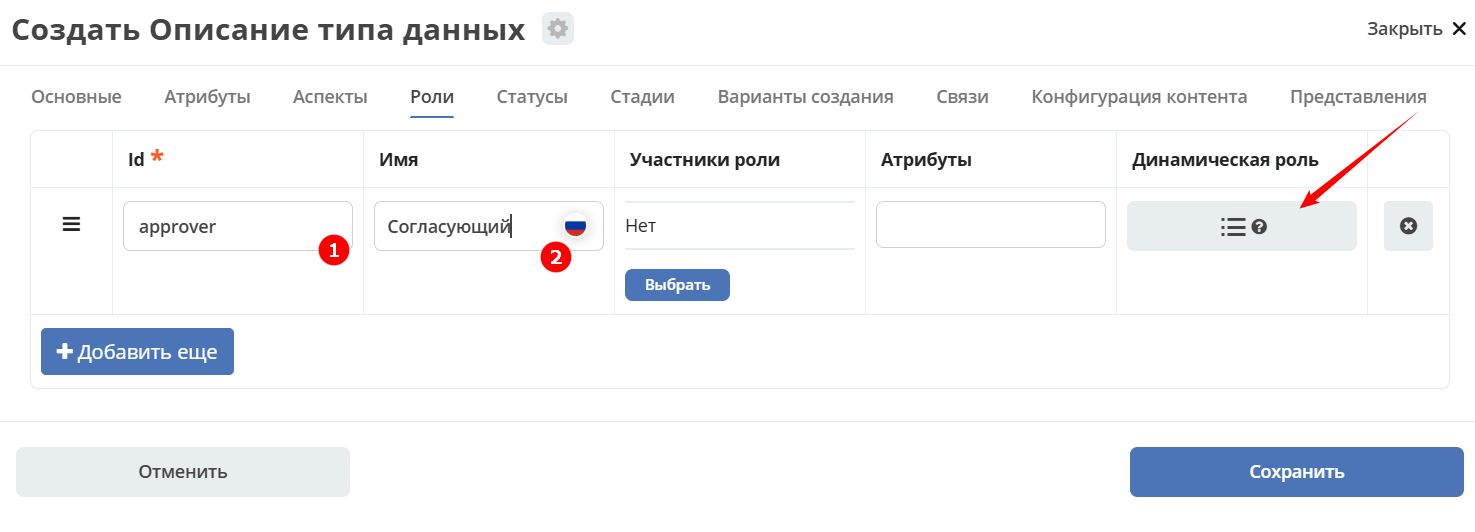 Создать Описание типа данных
Закрыть
Основные Атрибуты Аспекты Роли Статусы Стадии Варианты создания Связи Конфигурация контента Представления
Id * Имя Участники роли Атрибуты Динамическая роль
approver Согласующий Нет
1 2
Выбрать
Добавить еще
Отменить Сохранить